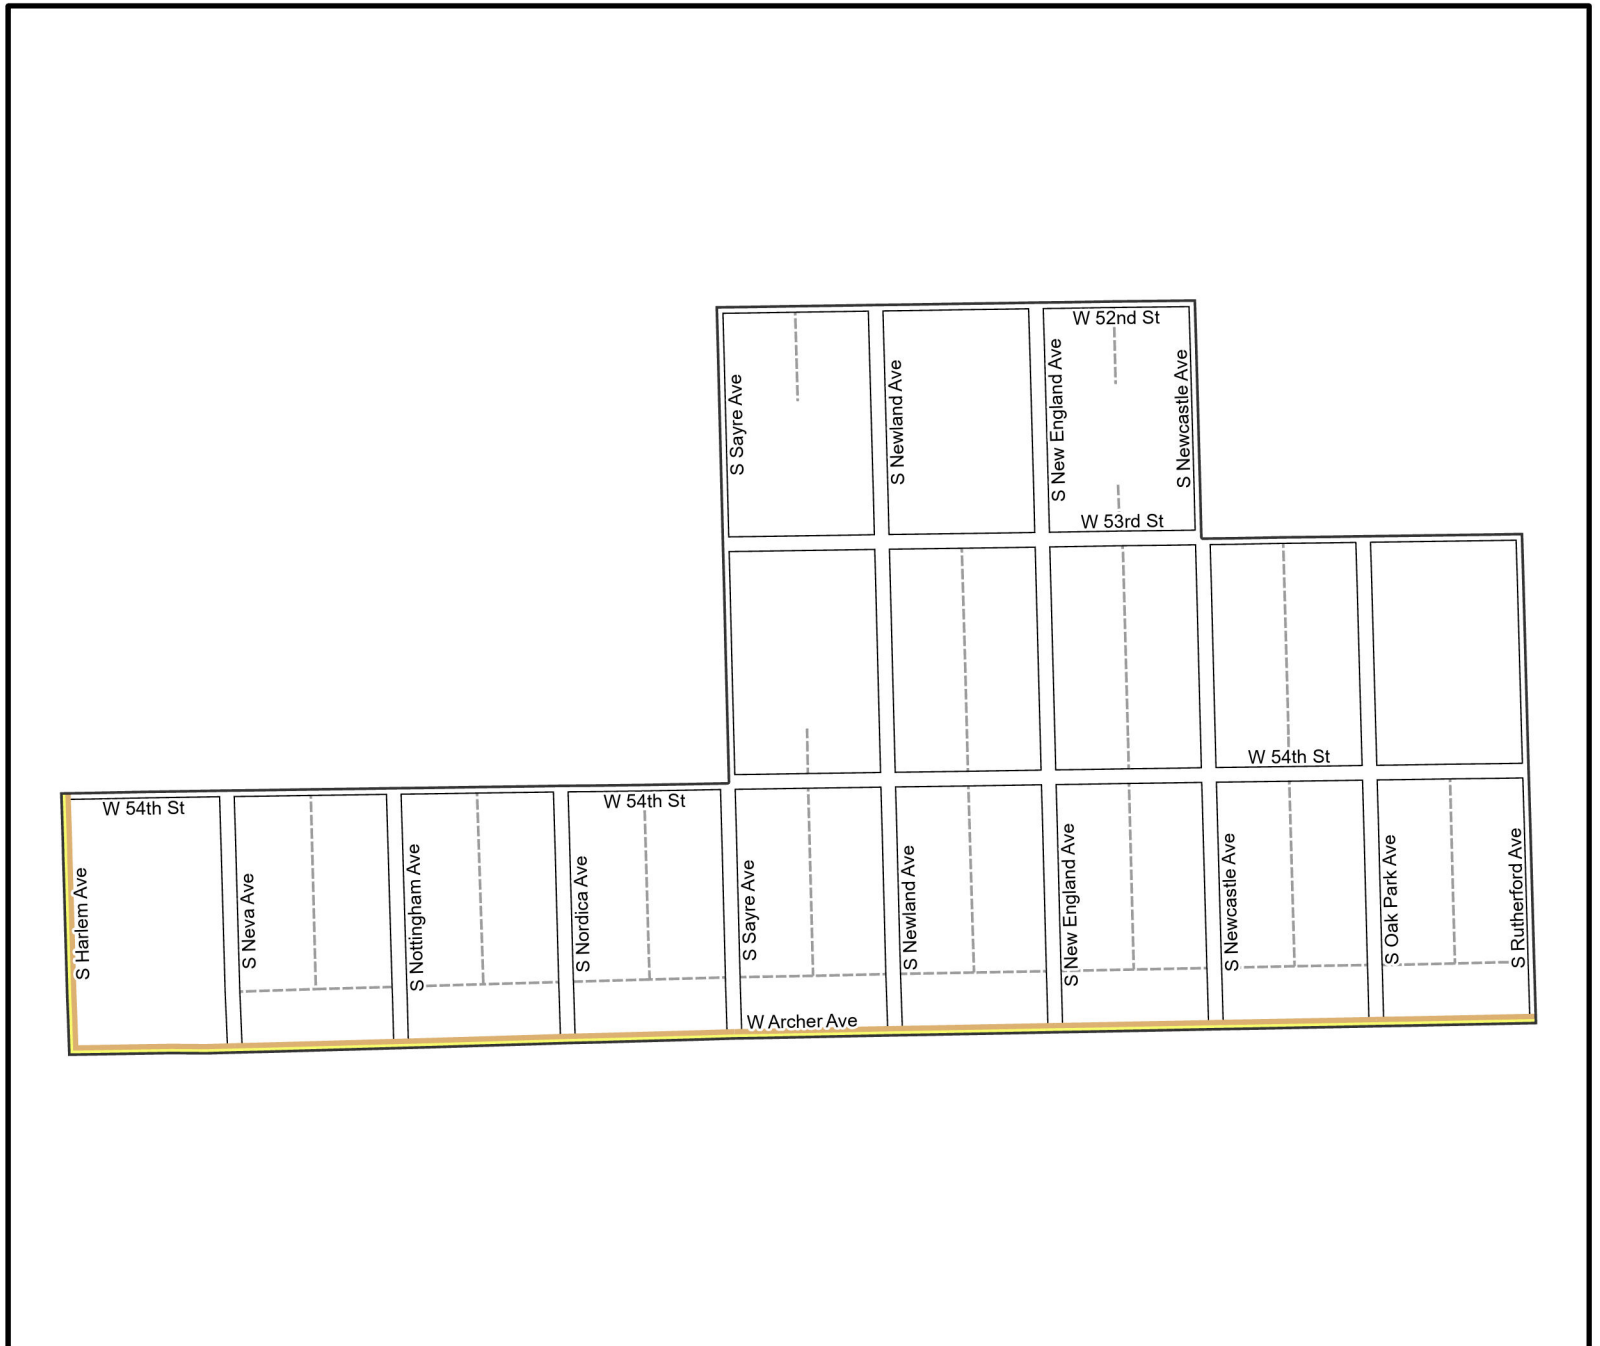 W 52nd St
S Sayre Ave
S Newland Ave
S New England Ave
S Newcastle Ave
W 53rd St
W 54th St
W 54th St
W 54th St
S Harlem Ave
S Neva Ave
S Nottingham Ave
S Nordica Ave
S Sayre Ave
S Newland Ave
S New England Ave
S Newcastle Ave
S Oak Park Ave
S Rutherford Ave
W Archer Ave